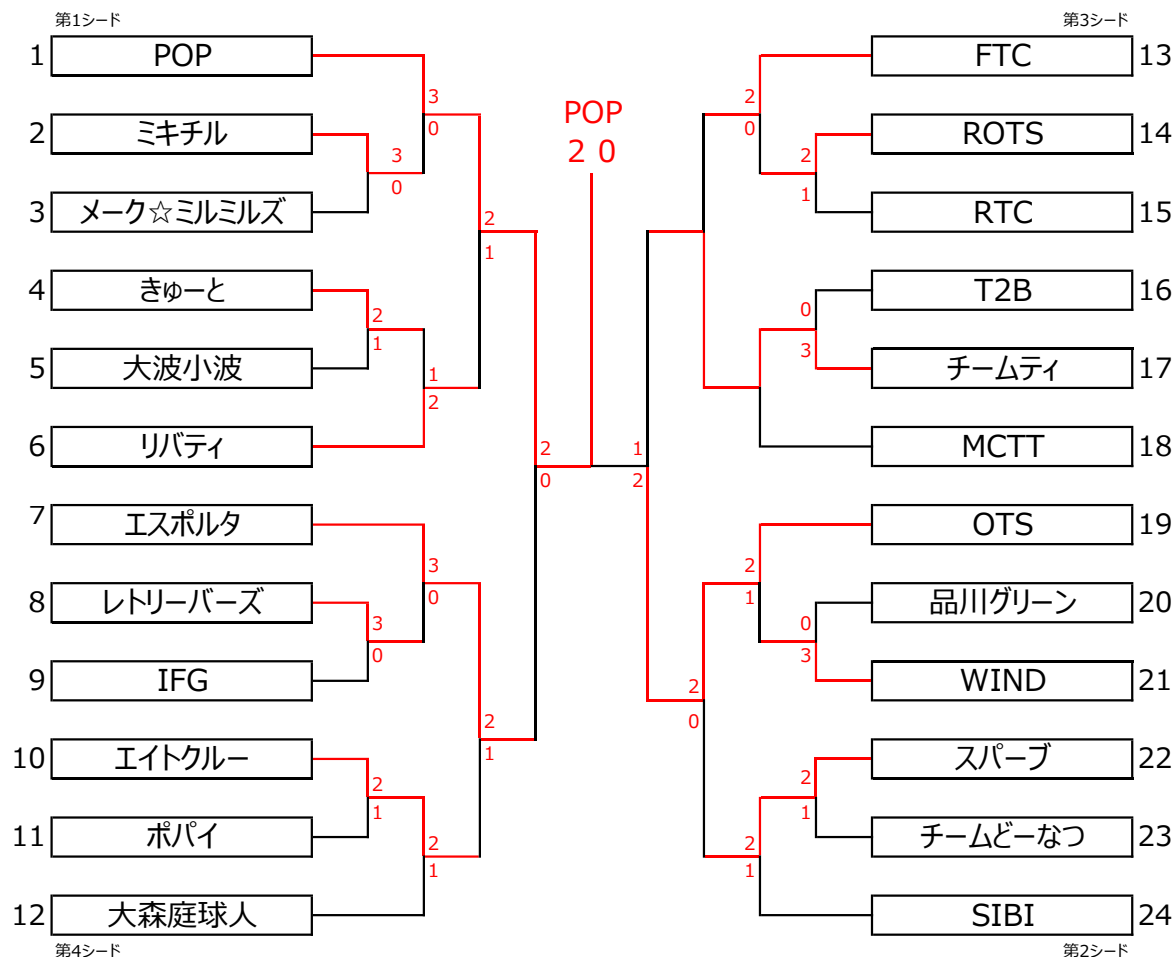 第1シード
1 POP
2 ミキチル
3 メーク☆ミルミルズ
4 きゅーと
5 大波小波
6 リバティ
7 エスポルタ
8 レトリーバーズ
9 IFG
10 エイトクルー
11 ポパイ
12 大森庭球人
第4シード
3
0
3
0
2
1
2
1
1
2
3
0
3
0
2
1
2
1
2
1
2
0
POP
2 0
1
2
2
0
2
1
0
3
2
1
0
3
2
0
2
1
2
1
第3シード
FTC 13
ROTS 14
RTC 15
T2B 16
チームティ 17
MCTT 18
OTS 19
品川グリーン 20
WIND 21
スパーブ 22
チームどーなつ 23
SIBI 24
第2シード